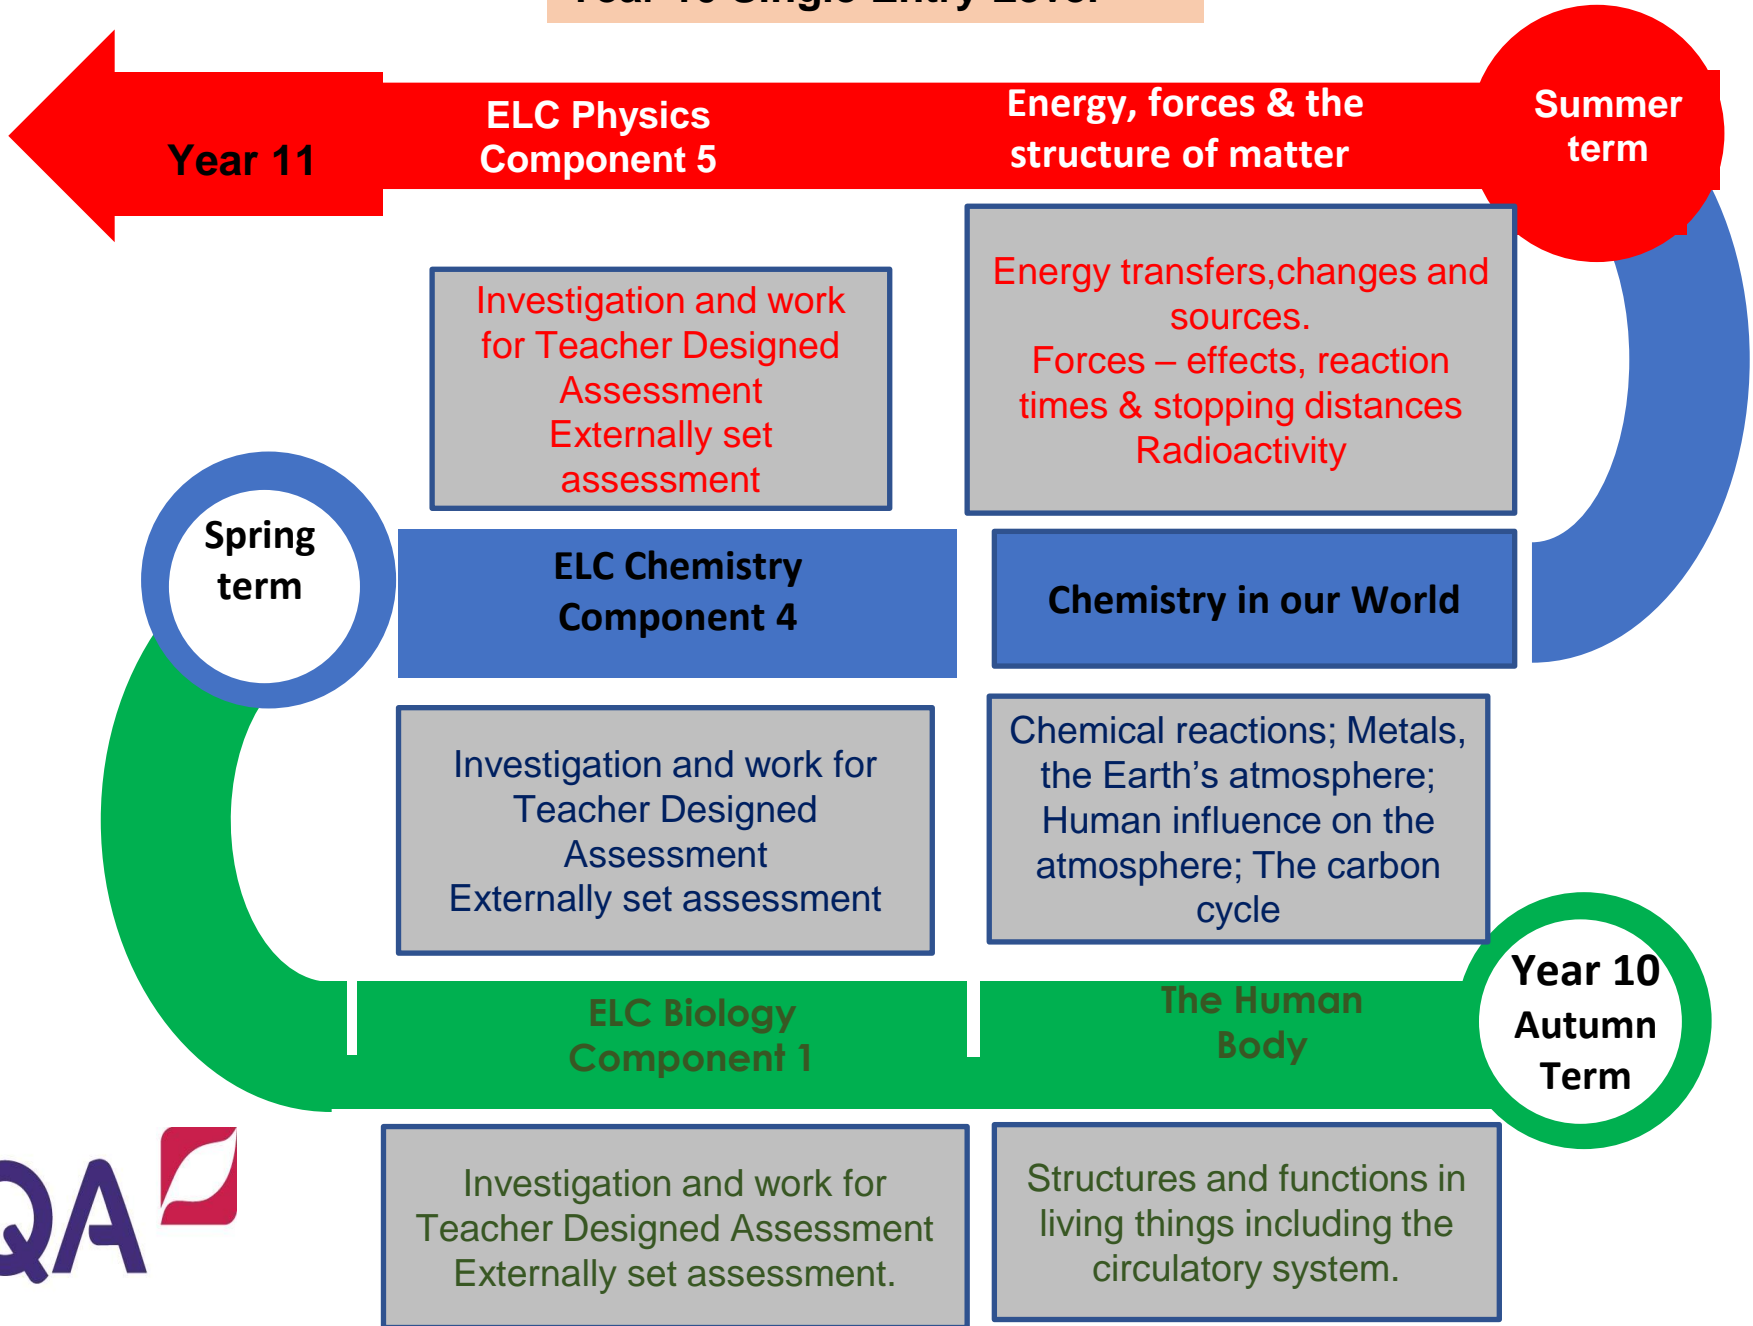 Year 10 Single Entry Level
ELC Physics
Component 5
Energy, forces & the
structure of matter
Summer
term
Year 11
Investigation and work
for Teacher Designed
Assessment
Externally set
assessment
Energy transfers,changes and
sources.
Forces – effects, reaction
times & stopping distances
Radioactivity
Spring
term
ELC Chemistry
Component 4
Chemistry in our World
Investigation and work for
Teacher Designed
Assessment
Externally set assessment
Chemical reactions; Metals,
the Earth’s atmosphere;
Human influence on the
atmosphere; The carbon
cycle
Year 10
Autumn
Term
ELC Biology
Component 1
The Human
Body
Investigation and work for
Teacher Designed Assessment
Externally set assessment.
Structures and functions in
living things including the
circulatory system.
QA